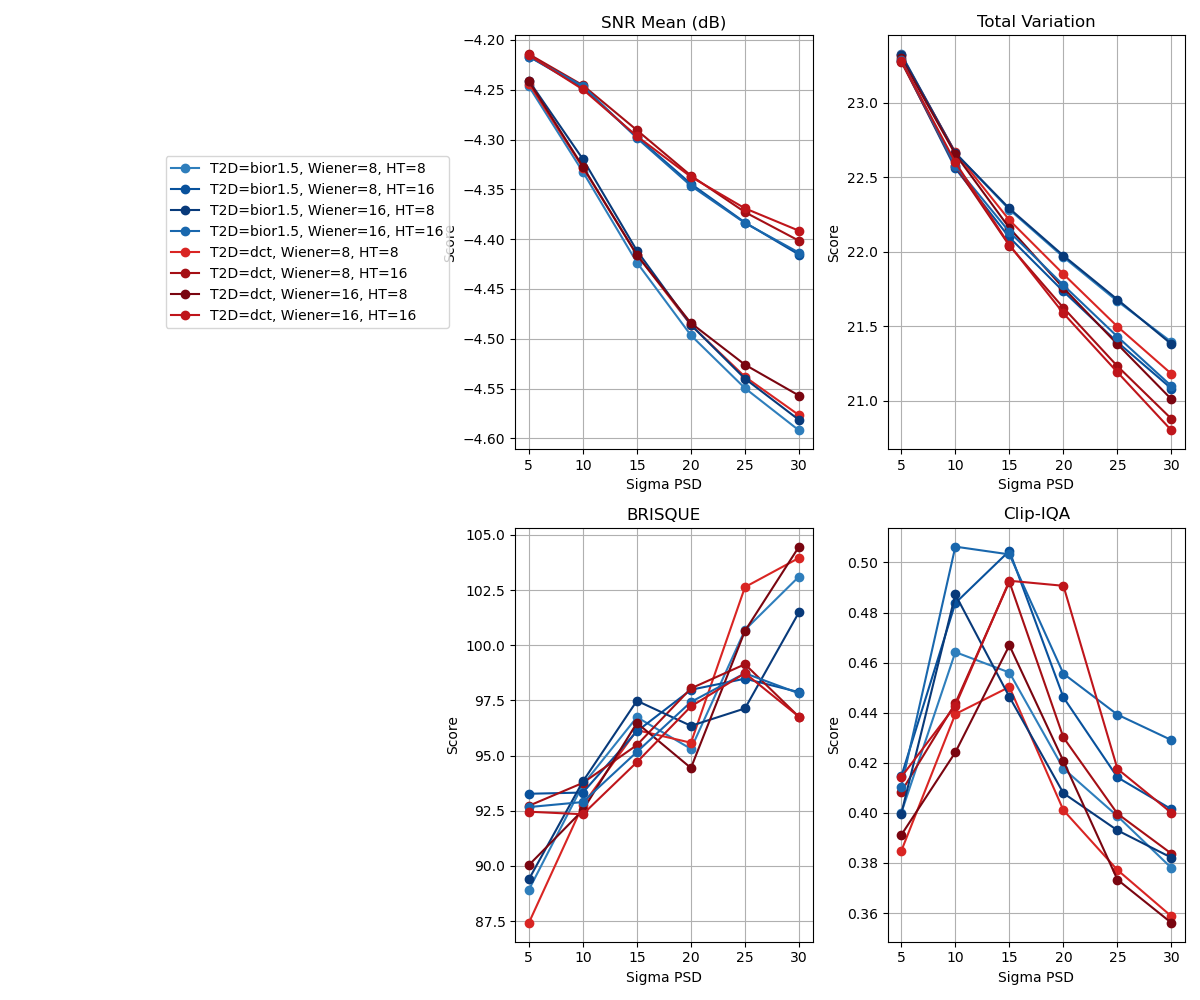 T2D=bior1.5, Wiener=8, HT=8
T2D=bior1.5, Wiener=8, HT=16
T2D=bior1.5, Wiener=16, HT=8
T2D=bior1.5, Wiener=16, HT=16
T2D=dct, Wiener=8, HT=8
T2D=dct, Wiener=8, HT=16
T2D=dct, Wiener=16, HT=8
T2D=dct, Wiener=16, HT=16
SNR Mean (dB)
Score
−4.20
−4.25
−4.30
−4.35
−4.40
−4.45
−4.50
−4.55
−4.60
5 10 15 20 25 30
Sigma PSD
Total Variation
Score
23.0
22.5
22.0
21.5
21.0
5 10 15 20 25 30
Sigma PSD
BRISQUE
Score
105.0
102.5
100.0
97.5
95.0
92.5
90.0
87.5
5 10 15 20 25 30
Sigma PSD
Clip-IQA
Score
0.50
0.48
0.46
0.44
0.42
0.40
0.38
0.36
5 10 15 20 25 30
Sigma PSD